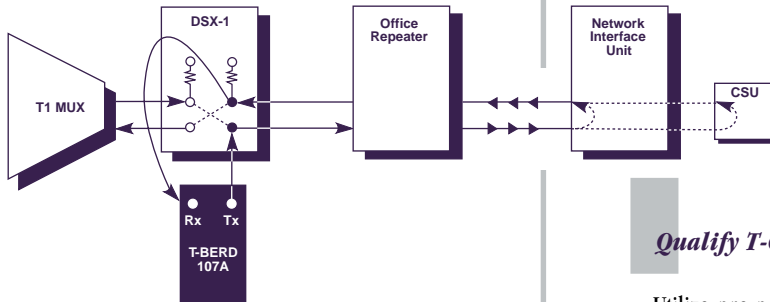 DSX-1
Office
Repeater
Network
Interface
Unit
T1 MUX
CSU
Rx Tx
T-BERD
107A
Qualify